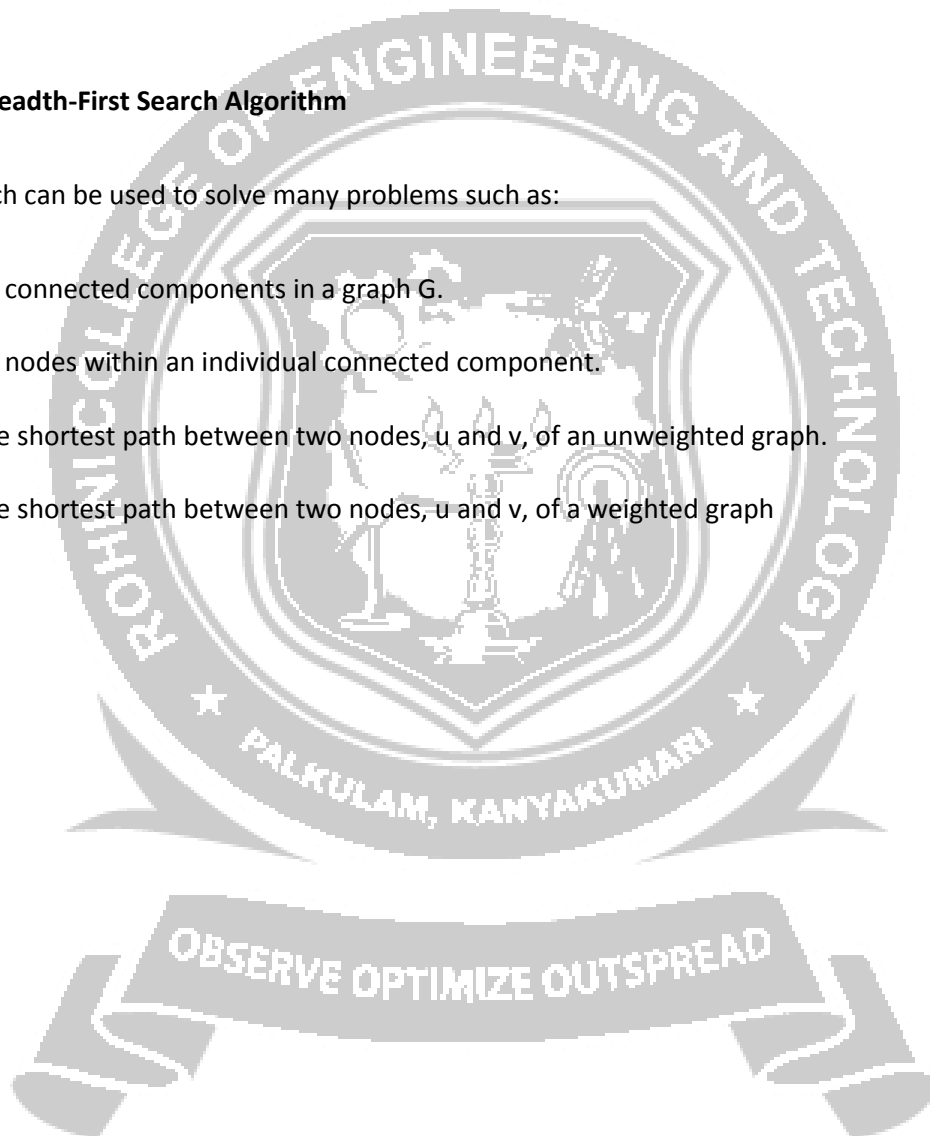 eadth-First Search Algorithm
ch can be used to solve many problems such as:
connected components in a graph G.
nodes within an individual connected component.
e shortest path between two nodes, u and v, of an unweighted graph.
e shortest path between two nodes, u and v, of a weighted graph
ROHINI COLLEGE OF ENGINEERING AND TECHNOLOGY
PALKULAM, KANYAKUMARI
OBSERVE OPTIMIZE OUTSPREAD